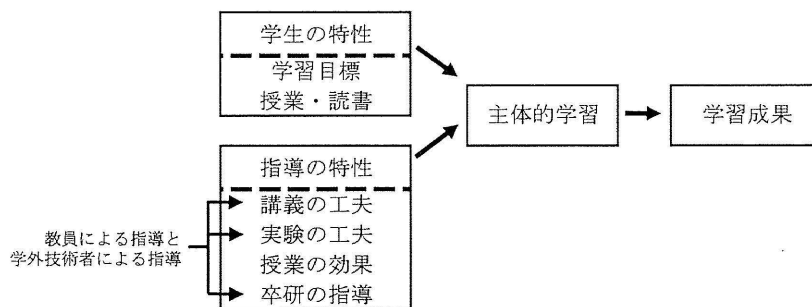 学生の特性
学習目標
授業・読書
主体的学習
学習成果
指導の特性
講義の工夫
実験の工夫
授業の効果
卒研の指導
教員による指導と
学外技術者による指導